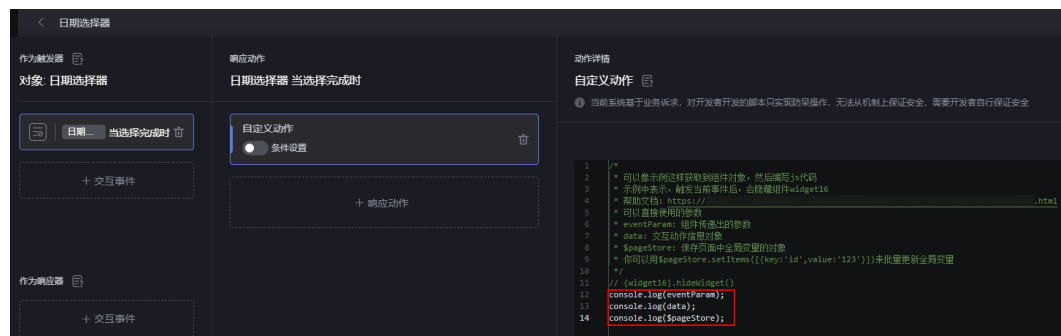 日期选择器
作为触发器
对象: 日期选择器
日期... 当选择完成时
+ 交互事件
作为响应器
+ 交互事件
响应动作
日期选择器 当选择完成时
自定义动作
条件设置
+ 响应动作
动作详情
自定义动作
当前系统基于业务诉求，对开发者开发的脚本只实现防呆操作，无法从机制上保证安全，需要开发者自行保证安全
1 /*
2 * 可以像示例这样获取到组件对象，然后编写js代码
3 * 示例中表示，触发当前事件后，会隐藏组件widget16
4 * 帮助文档: https:// .html
5 * 可以直接使用的参数
6 * eventParam: 组件传递出的参数
7 * data: 交互动作信息对象
8 * $pageStore: 保存页面中全局变量的对象
9 * 你可以用$pageStore.setItems([{key:'id',value:'123'}])来批量更新全局变量
10 */
11 // {widget16}.hideWidget()
12 console.log(eventParam);
13 console.log(data);
14 console.log($pageStore);